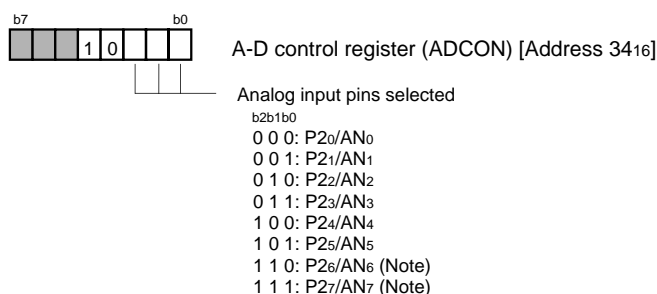 b7 b0
1 0 A-D control register (ADCON) [Address 34₁₆]
Analog input pins selected
b2b1b0
0 0 0: P2₀/AN₀
0 0 1: P2₁/AN₁
0 1 0: P2₂/AN₂
0 1 1: P2₃/AN₃
1 0 0: P2₄/AN₄
1 0 1: P2₅/AN₅
1 1 0: P2₆/AN₆ (Note)
1 1 1: P2₇/AN₇ (Note)